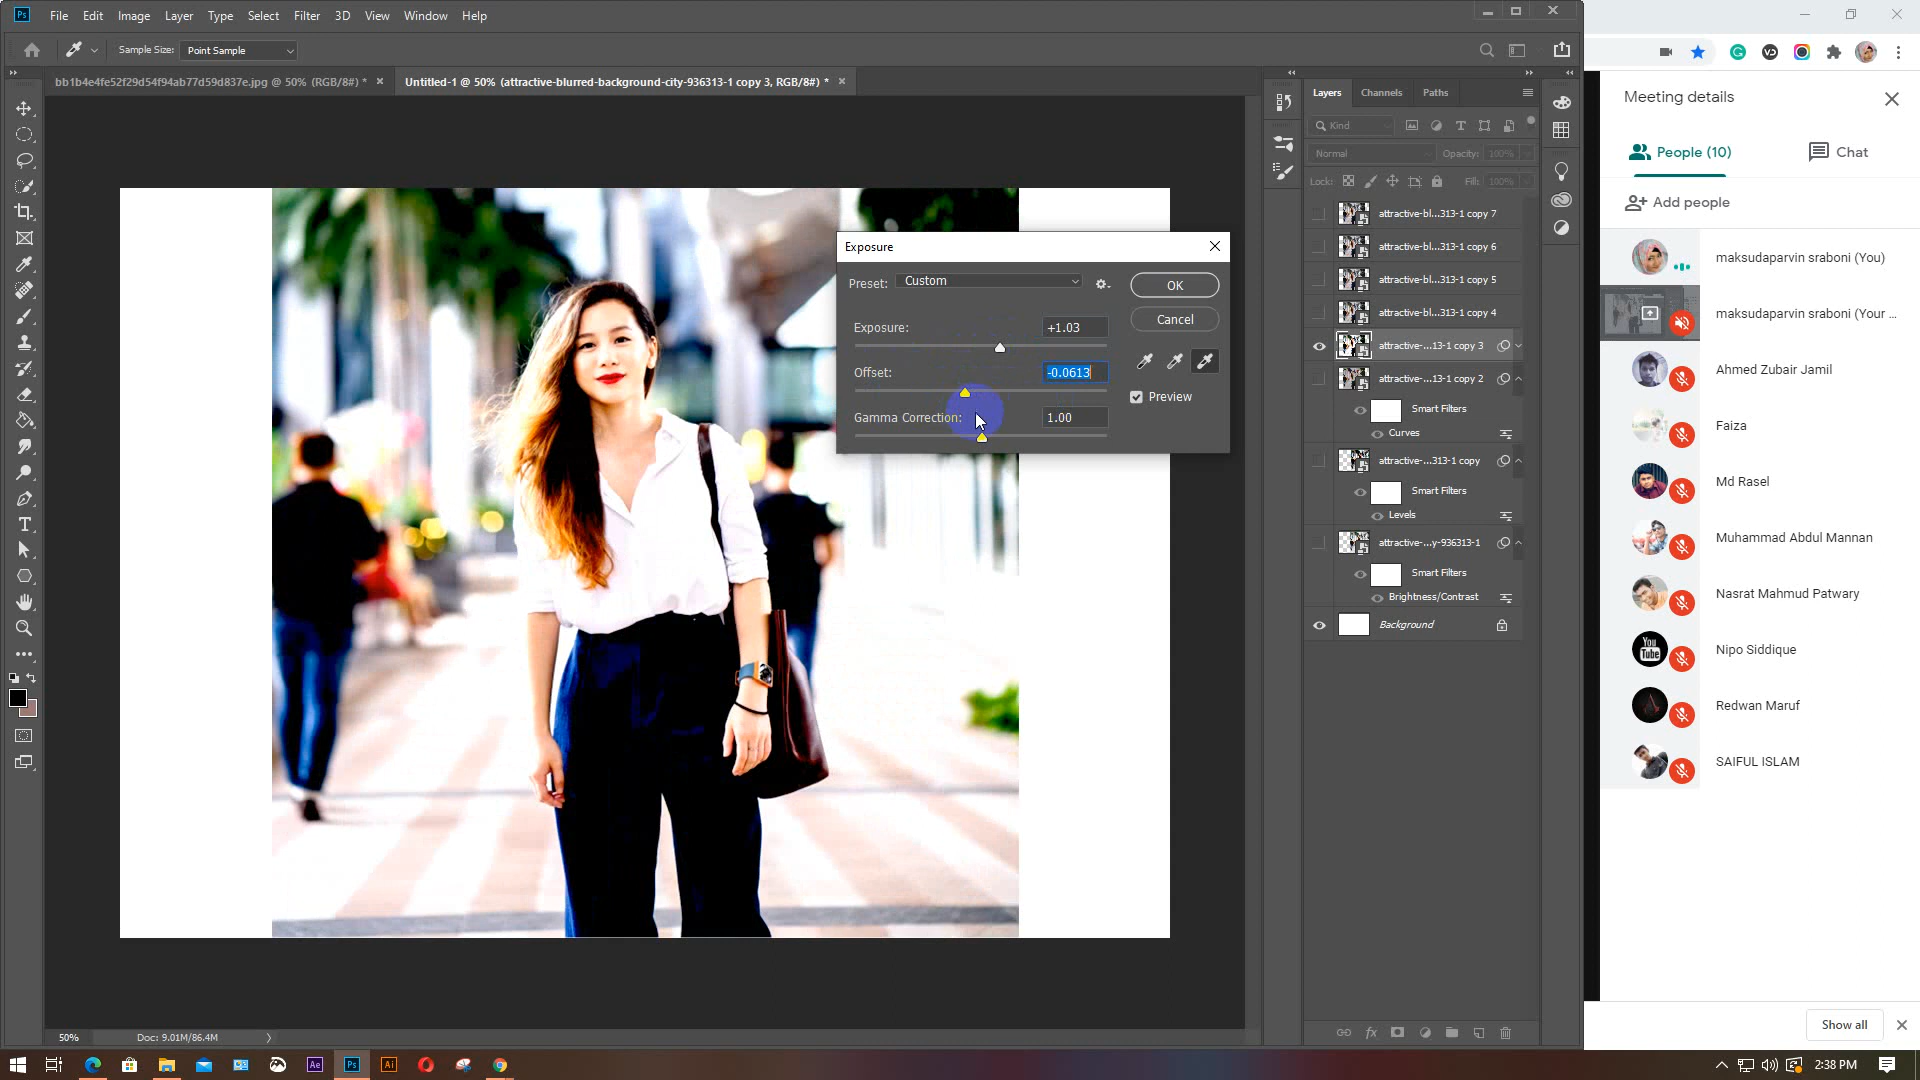 File Edit Image Layer Type Select Filter 3D View Window Help
Sample Size: Point Sample
bb1b4e4fe52f29d54f94ab77d59d837e.jpg @ 50% (RGB/8#) *
Untitled-1 @ 50% (attractive-blurred-background-city-936313-1 copy 3, RGB/8#) *
Exposure
Preset: Custom
OK
Exposure: +1.03
Cancel
Offset: -0.0613
Preview
Gamma Correction: 1.00
Layers Channels Paths
Kind
Normal Opacity: 100%
Lock: Fill: 100%
attractive-bl...313-1 copy 7
attractive-bl...313-1 copy 6
attractive-bl...313-1 copy 5
attractive-bl...313-1 copy 4
attractive-...13-1 copy 3
attractive-...13-1 copy 2
Smart Filters
Curves
attractive-...313-1 copy
Smart Filters
Levels
attractive-...y-936313-1
Smart Filters
Brightness/Contrast
Background
50% Doc: 9.01M/86.4M
Meeting details
People (10) Chat
Add people
maksudaparvin sraboni (You)
maksudaparvin sraboni (Your ...
Ahmed Zubair Jamil
Faiza
Md Rasel
Muhammad Abdul Mannan
Nasrat Mahmud Patwary
You Tube
Nipo Siddique
Redwan Maruf
SAIFUL ISLAM
Show all
Ae Ps Ai
2:38 PM